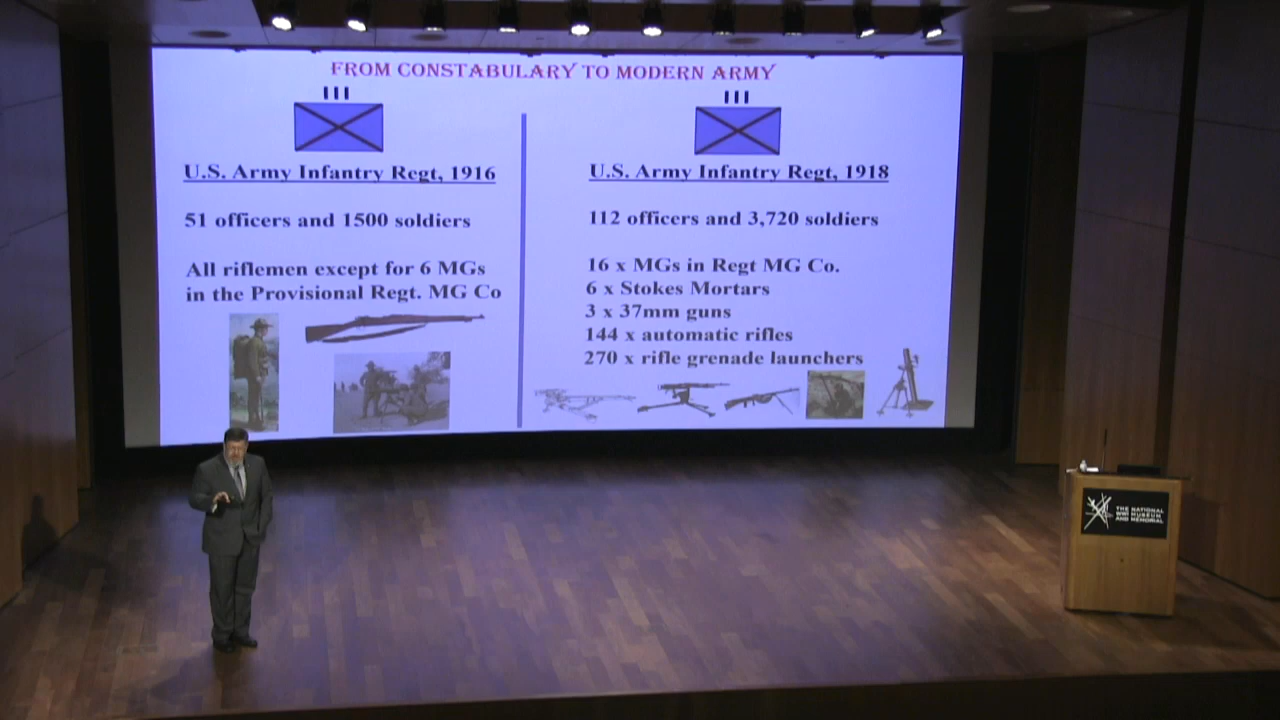 FROM CONSTABULARY TO MODERN ARMY
U.S. Army Infantry Regt, 1916
51 officers and 1500 soldiers
All riflemen except for 6 MGs
in the Provisional Regt. MG Co
U.S. Army Infantry Regt, 1918
112 officers and 3,720 soldiers
16 x MGs in Regt MG Co.
6 x Stokes Mortars
3 x 37mm guns
144 x automatic rifles
270 x rifle grenade launchers
THE NATIONAL
WWI MUSEUM
AND MEMORIAL